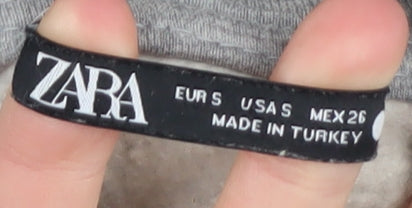 ZARA
EUR S USA S MEX 26
MADE IN TURKEY